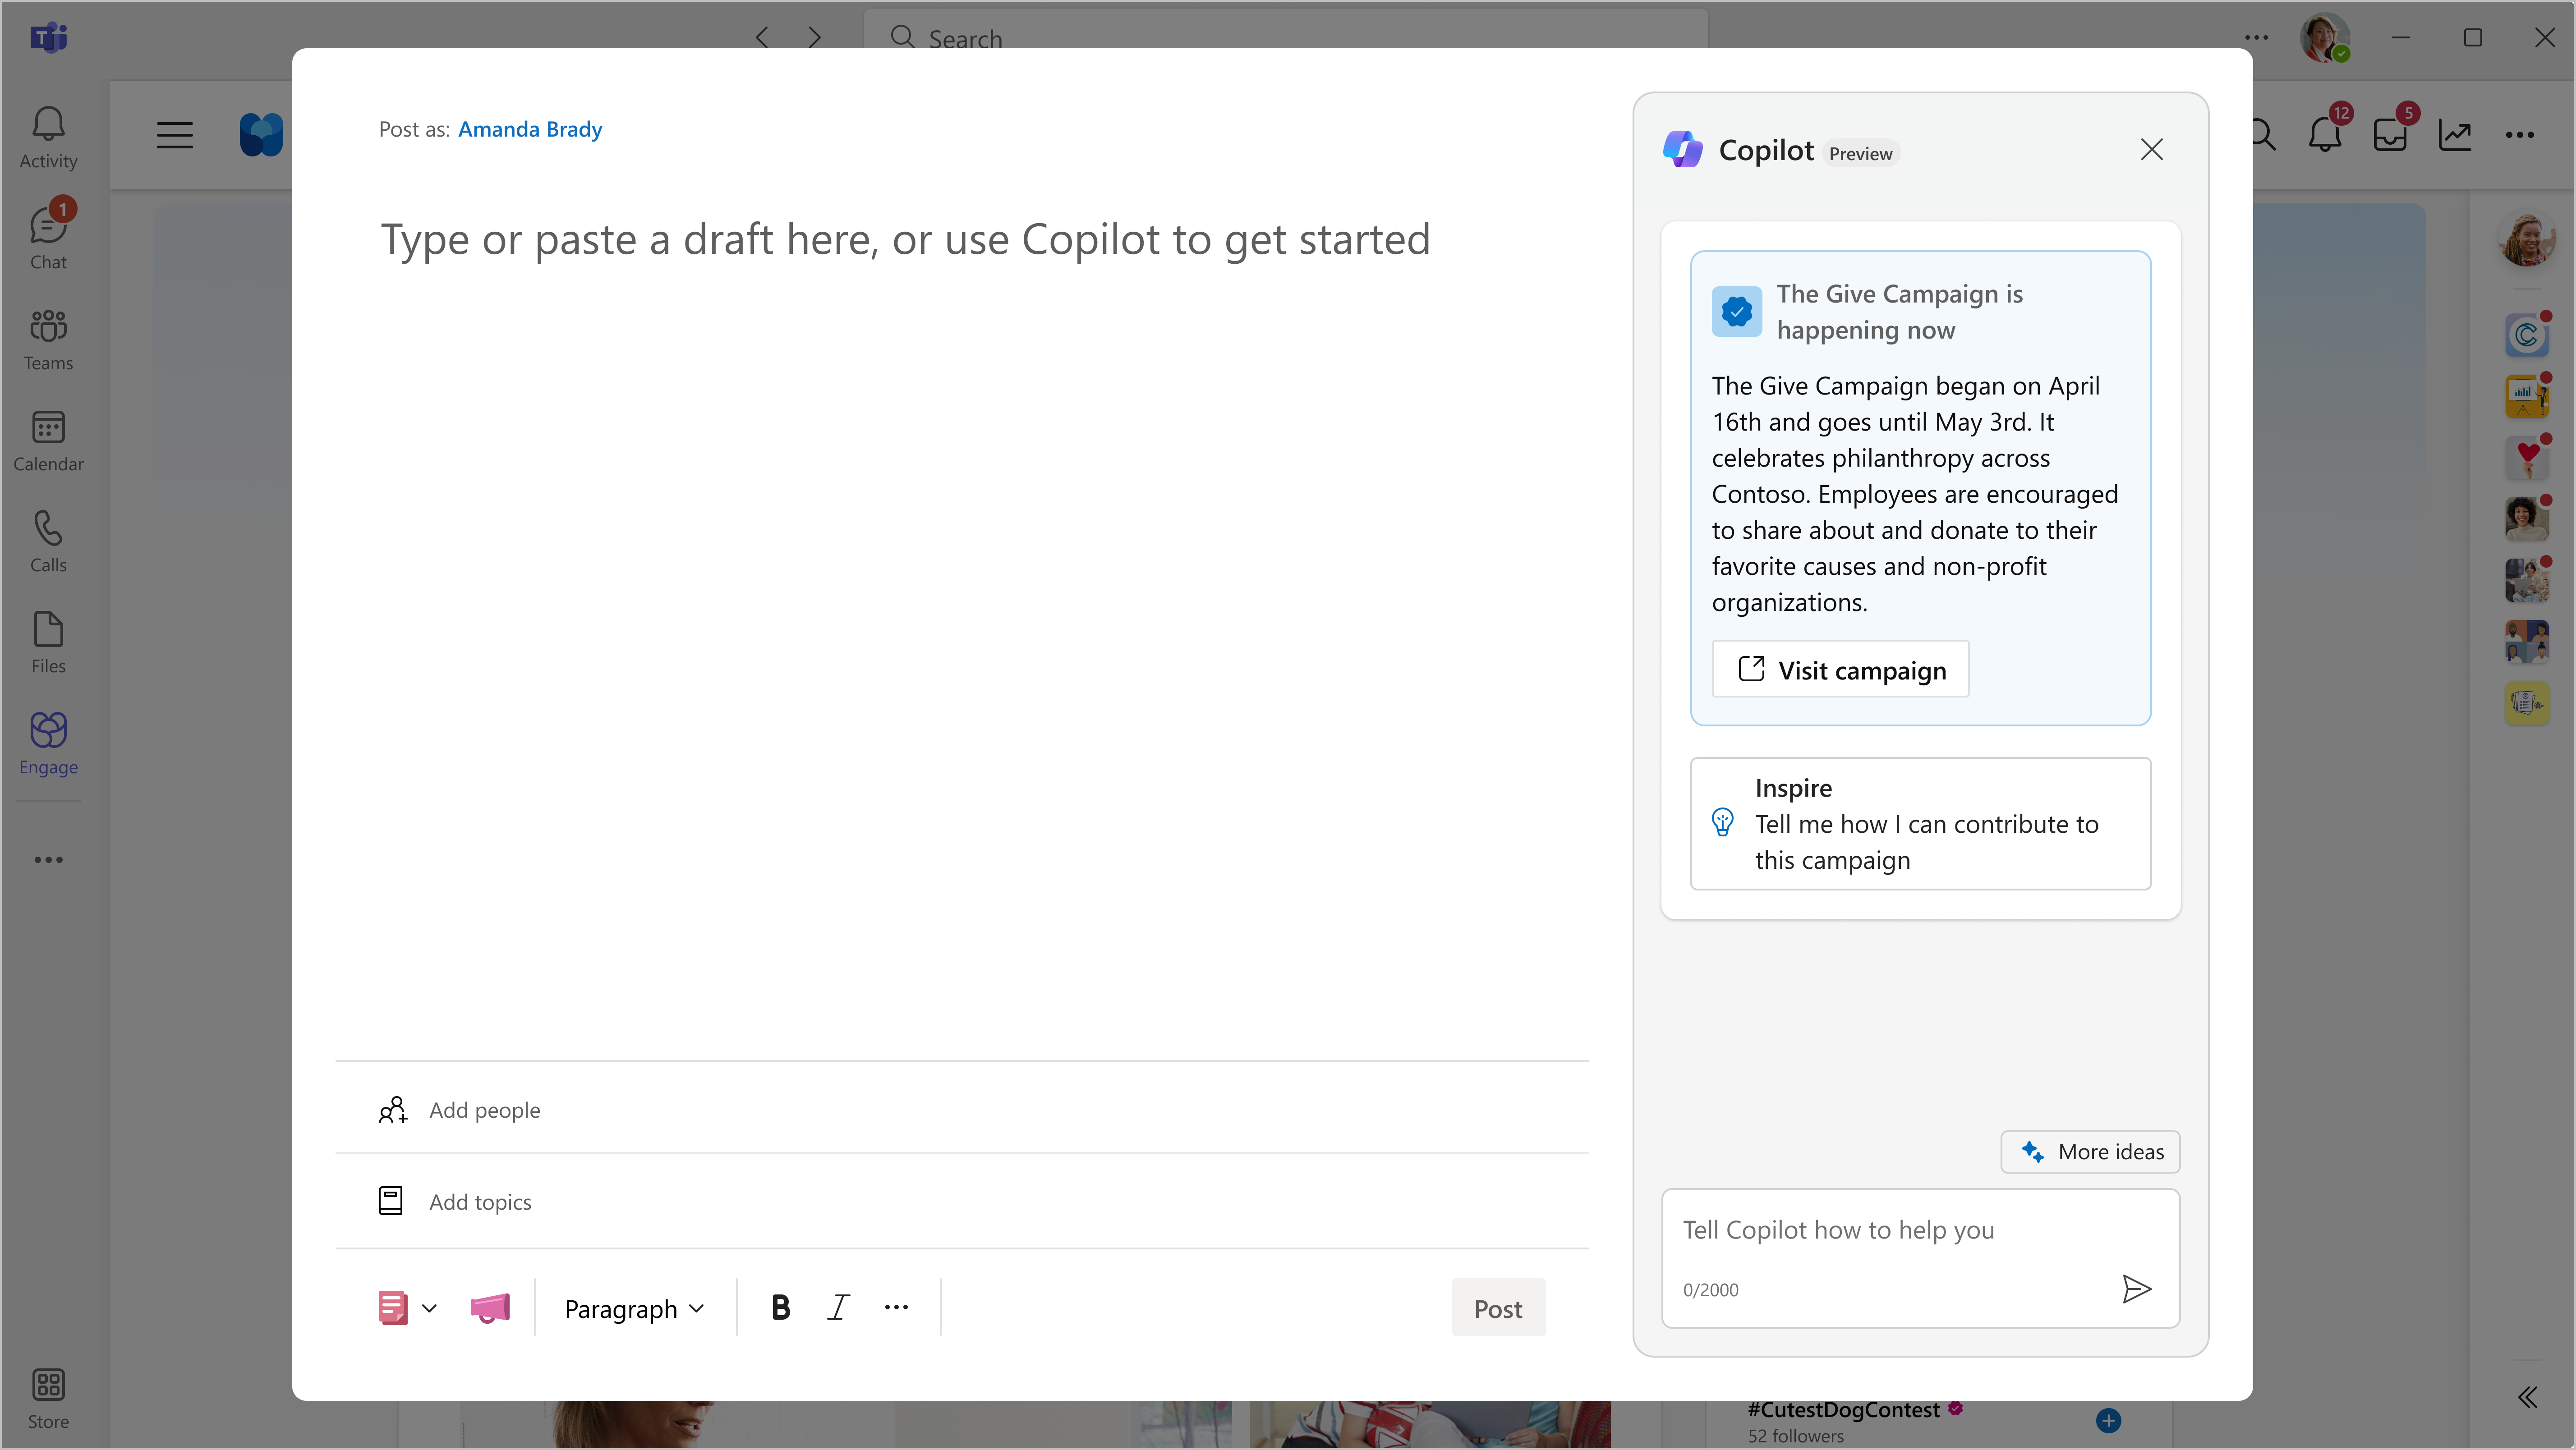 Search
12
5
Activity
1
Chat
Teams
Calendar
Calls
Files
Engage
Store
Post as: Amanda Brady
Type or paste a draft here, or use Copilot to get started
Add people
Add topics
Paragraph
B
I
Post
Copilot Preview
The Give Campaign is
happening now
The Give Campaign began on April
16th and goes until May 3rd. It
celebrates philanthropy across
Contoso. Employees are encouraged
to share about and donate to their
favorite causes and non-profit
organizations.
Visit campaign
Inspire
Tell me how I can contribute to
this campaign
More ideas
Tell Copilot how to help you
0/2000
#CutestDogContest
52 followers